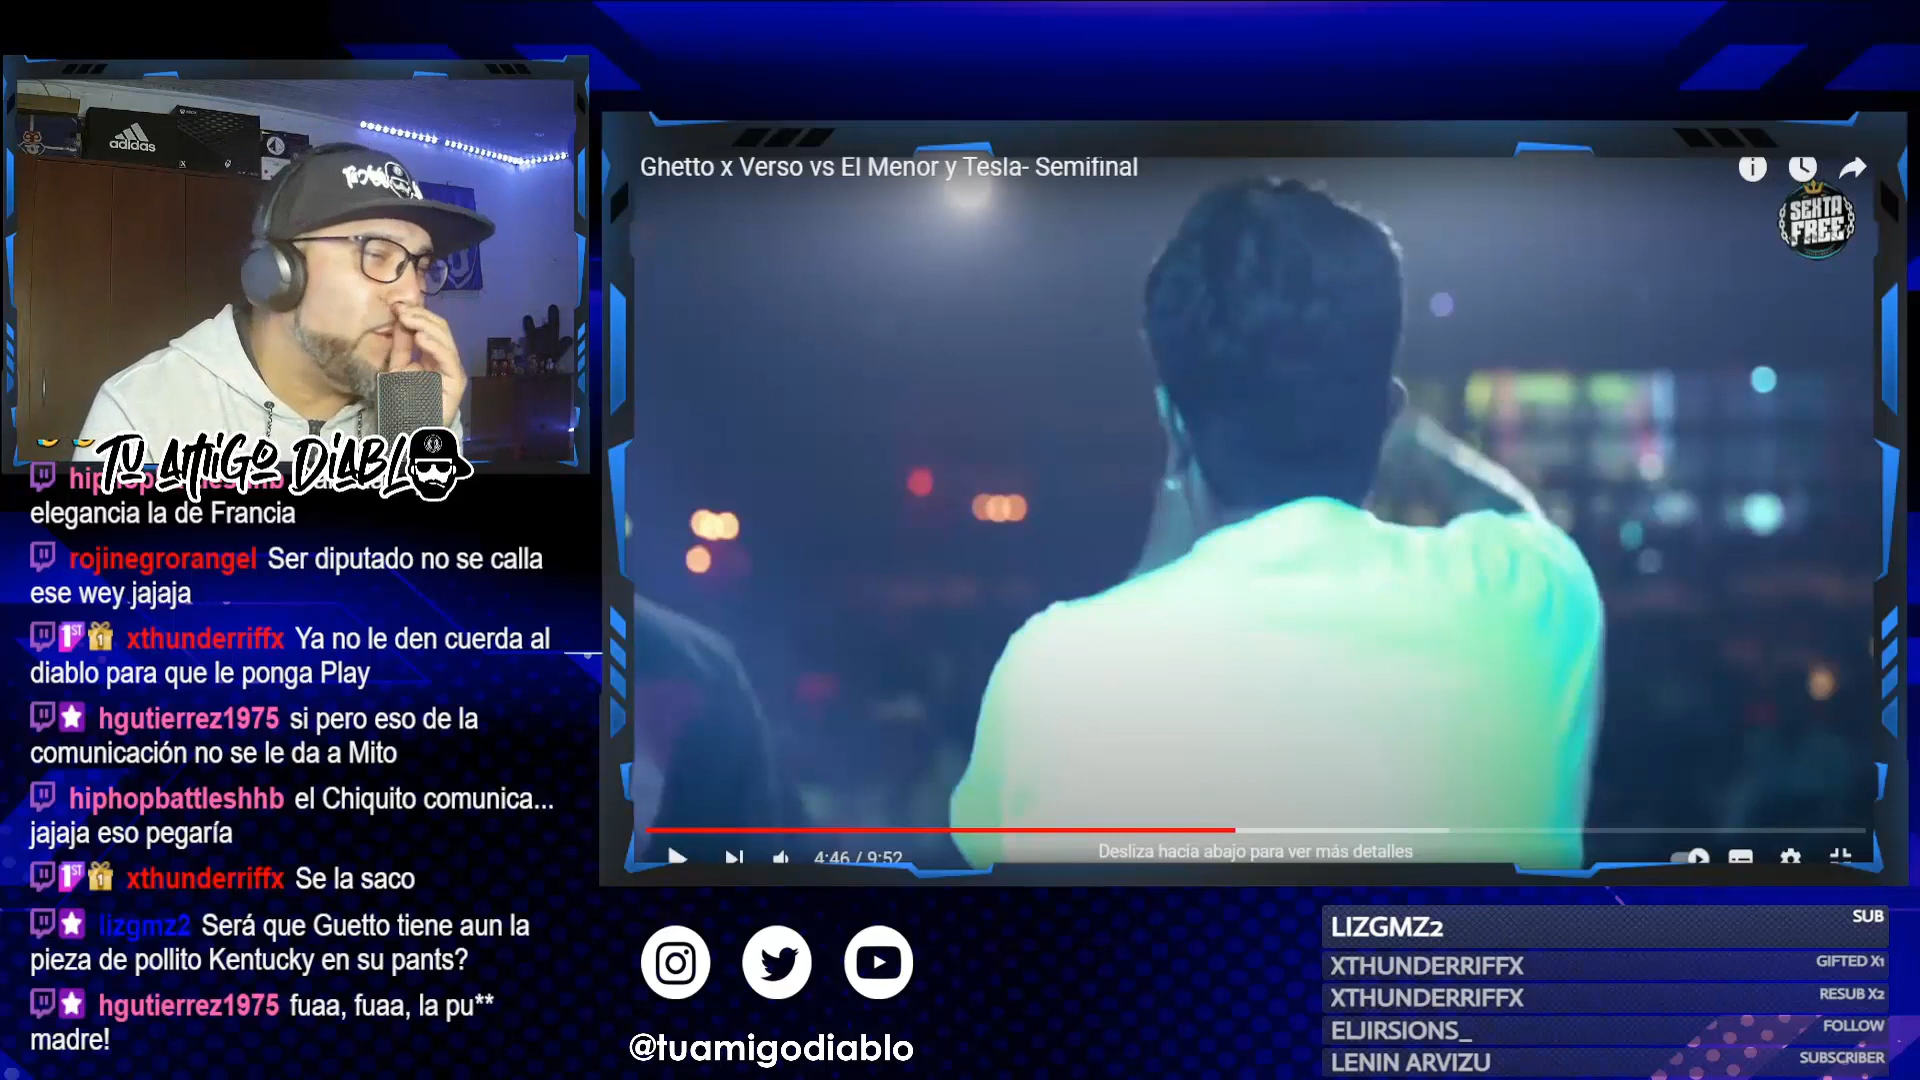 adidas
TU AMIGO DIABLO
elegancia la de Francia
rojinegrorangel Ser diputado no se calla
ese wey jajaja
1ST 1 xthunderriffx Ya no le den cuerda al
diablo para que le ponga Play
hgutierrez1975 si pero eso de la
comunicación no se le da a Mito
hiphopbattleshhb el Chiquito comunica...
jajaja eso pegaría
1ST 1 xthunderriffx Se la saco
lizgmz2 Será que Guetto tiene aun la
pieza de pollito Kentucky en su pants?
hgutierrez1975 fuaa, fuaa, la pu**
madre!
Ghetto x Verso vs El Menor y Tesla- Semifinal
SEXTA
FREE
4:46 / 9:52
Desliza hacia abajo para ver más detalles
@tuamigodiablo
LIZGMZ2 SUB
XTHUNDERRIFFX GIFTED X1
XTHUNDERRIFFX RESUB X2
ELJIRSIONS_ FOLLOW
LENIN ARVIZU SUBSCRIBER